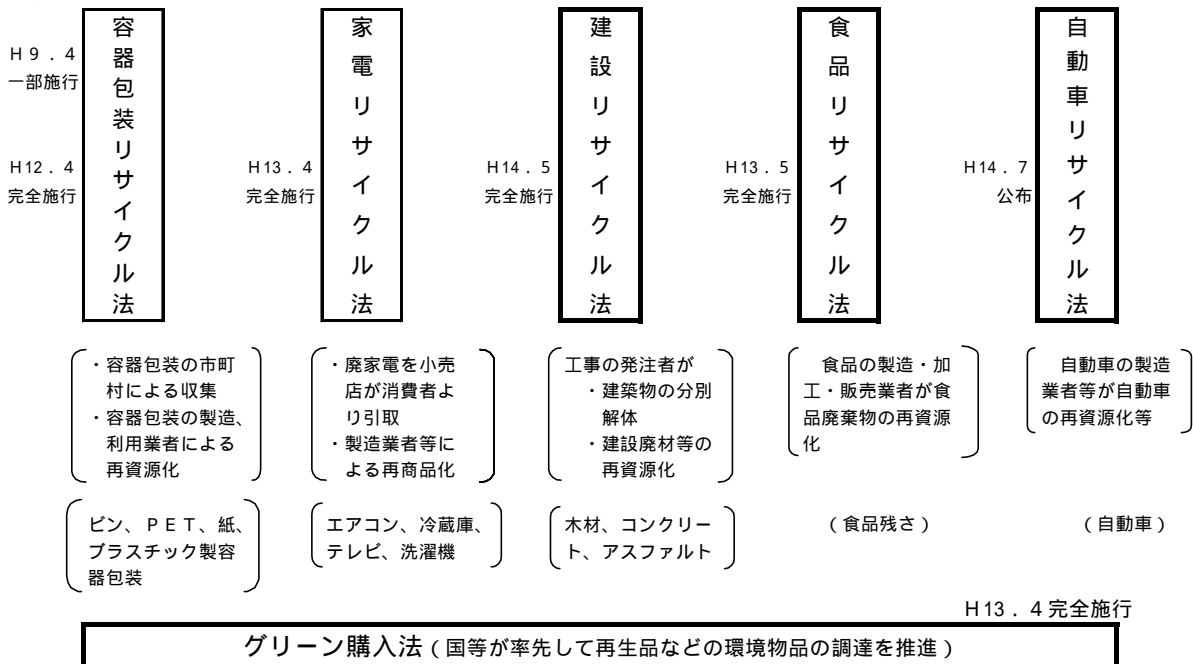 H9.4
一部施行
H12.4
完全施行
容器包装リサイクル法
H13.4
完全施行
家電リサイクル法
H14.5
完全施行
建設リサイクル法
H13.5
完全施行
食品リサイクル法
H14.7
公布
自動車リサイクル法
・容器包装の市町
村による収集
・容器包装の製造、
利用業者による
再資源化
・廃家電を小売
店が消費者よ
り引取
・製造業者等に
よる再商品化
工事の発注者が
・建築物の分別
解体
・建設廃材等の
再資源化
食品の製造・加
工・販売業者が食
品廃棄物の再資源
化
自動車の製造
業者等が自動車
の再資源化等
ビン、PET、紙、
プラスチック製容
器包装
エアコン、冷蔵庫、
テレビ、洗濯機
木材、コンクリー
ト、アスファルト
(食品残さ)
(自動車)
H13.4完全施行
グリーン購入法(国等が率先して再生品などの環境物品の調達を推進)